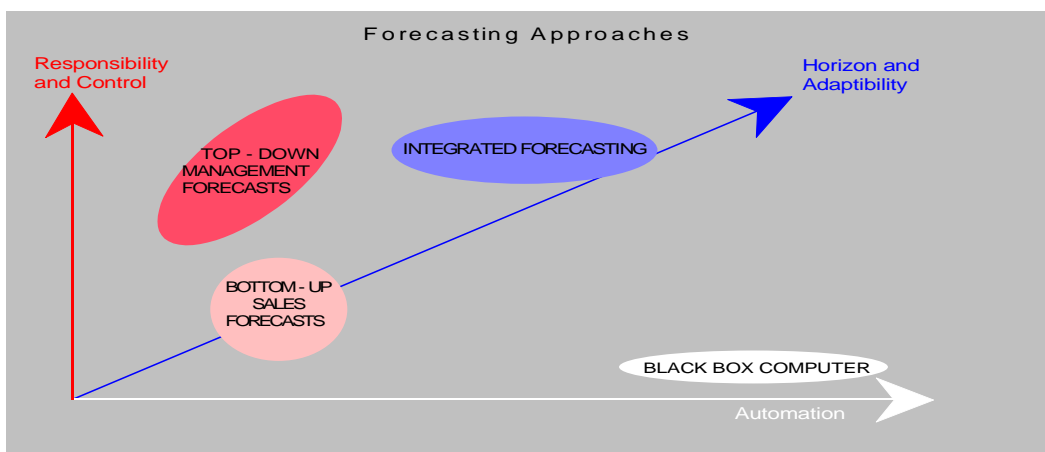 Forecasting Approaches
Responsibility
and Control
Horizon and
Adaptibility
TOP - DOWN
MANAGEMENT
FORECASTS
INTEGRATED FORECASTING
BOTTOM - UP
SALES
FORECASTS
BLACK BOX COMPUTER
Automation